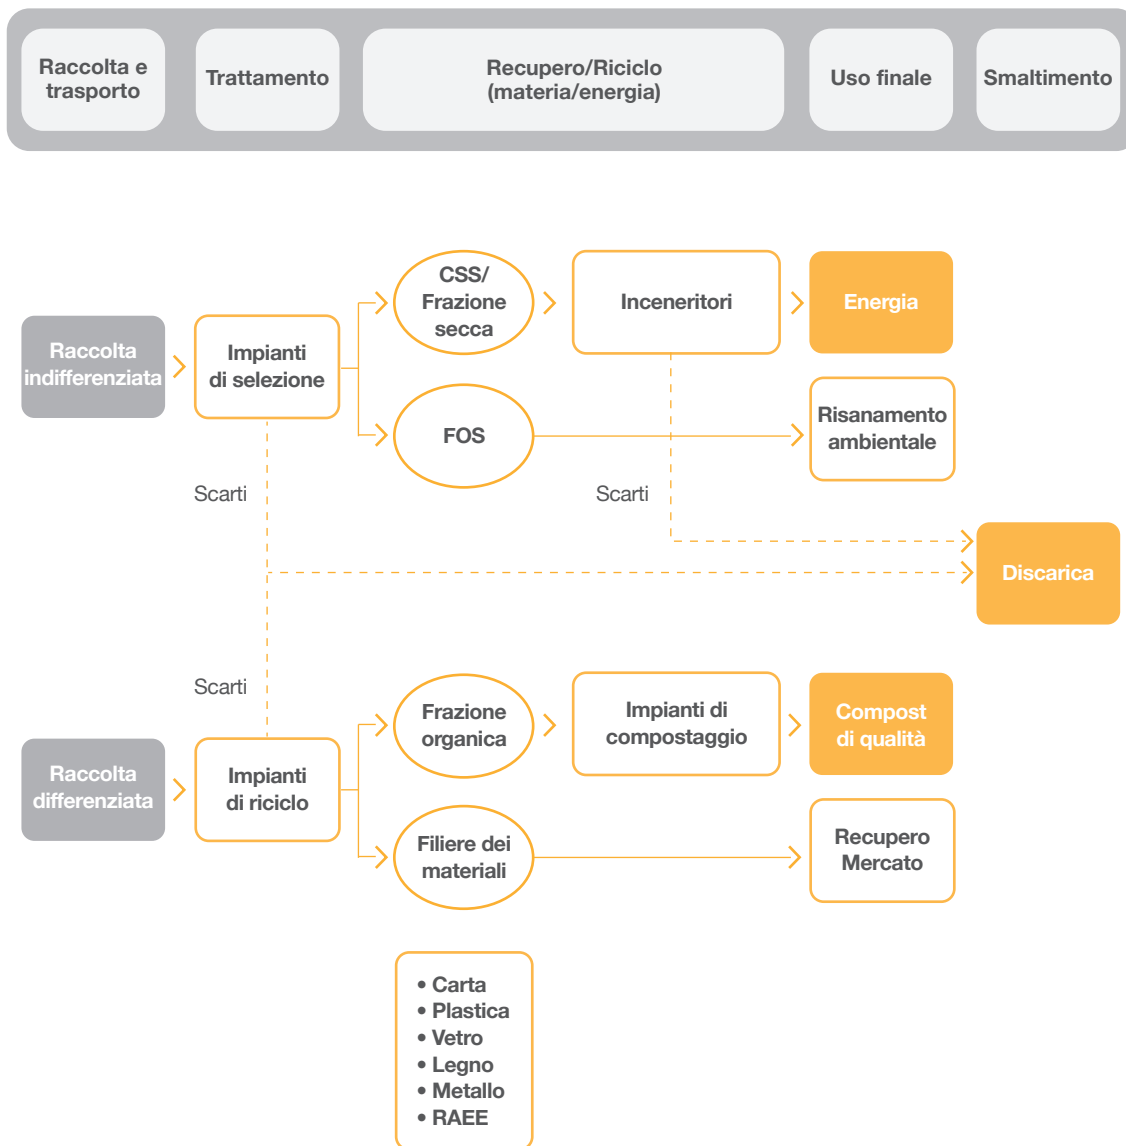 Raccolta e
trasporto
Trattamento
Recupero/Riciclo
(materia/energia)
Uso finale
Smaltimento
CSS/
Frazione
secca
Inceneritori
Energia
Raccolta
indifferenziata
Impianti
di selezione
FOS
Risanamento
ambientale
Scarti
Scarti
Discarica
Scarti
Frazione
organica
Impianti di
compostaggio
Compost
di qualità
Raccolta
differenziata
Impianti
di riciclo
Filiere dei
materiali
Recupero
Mercato
• Carta
• Plastica
• Vetro
• Legno
• Metallo
• RAEE